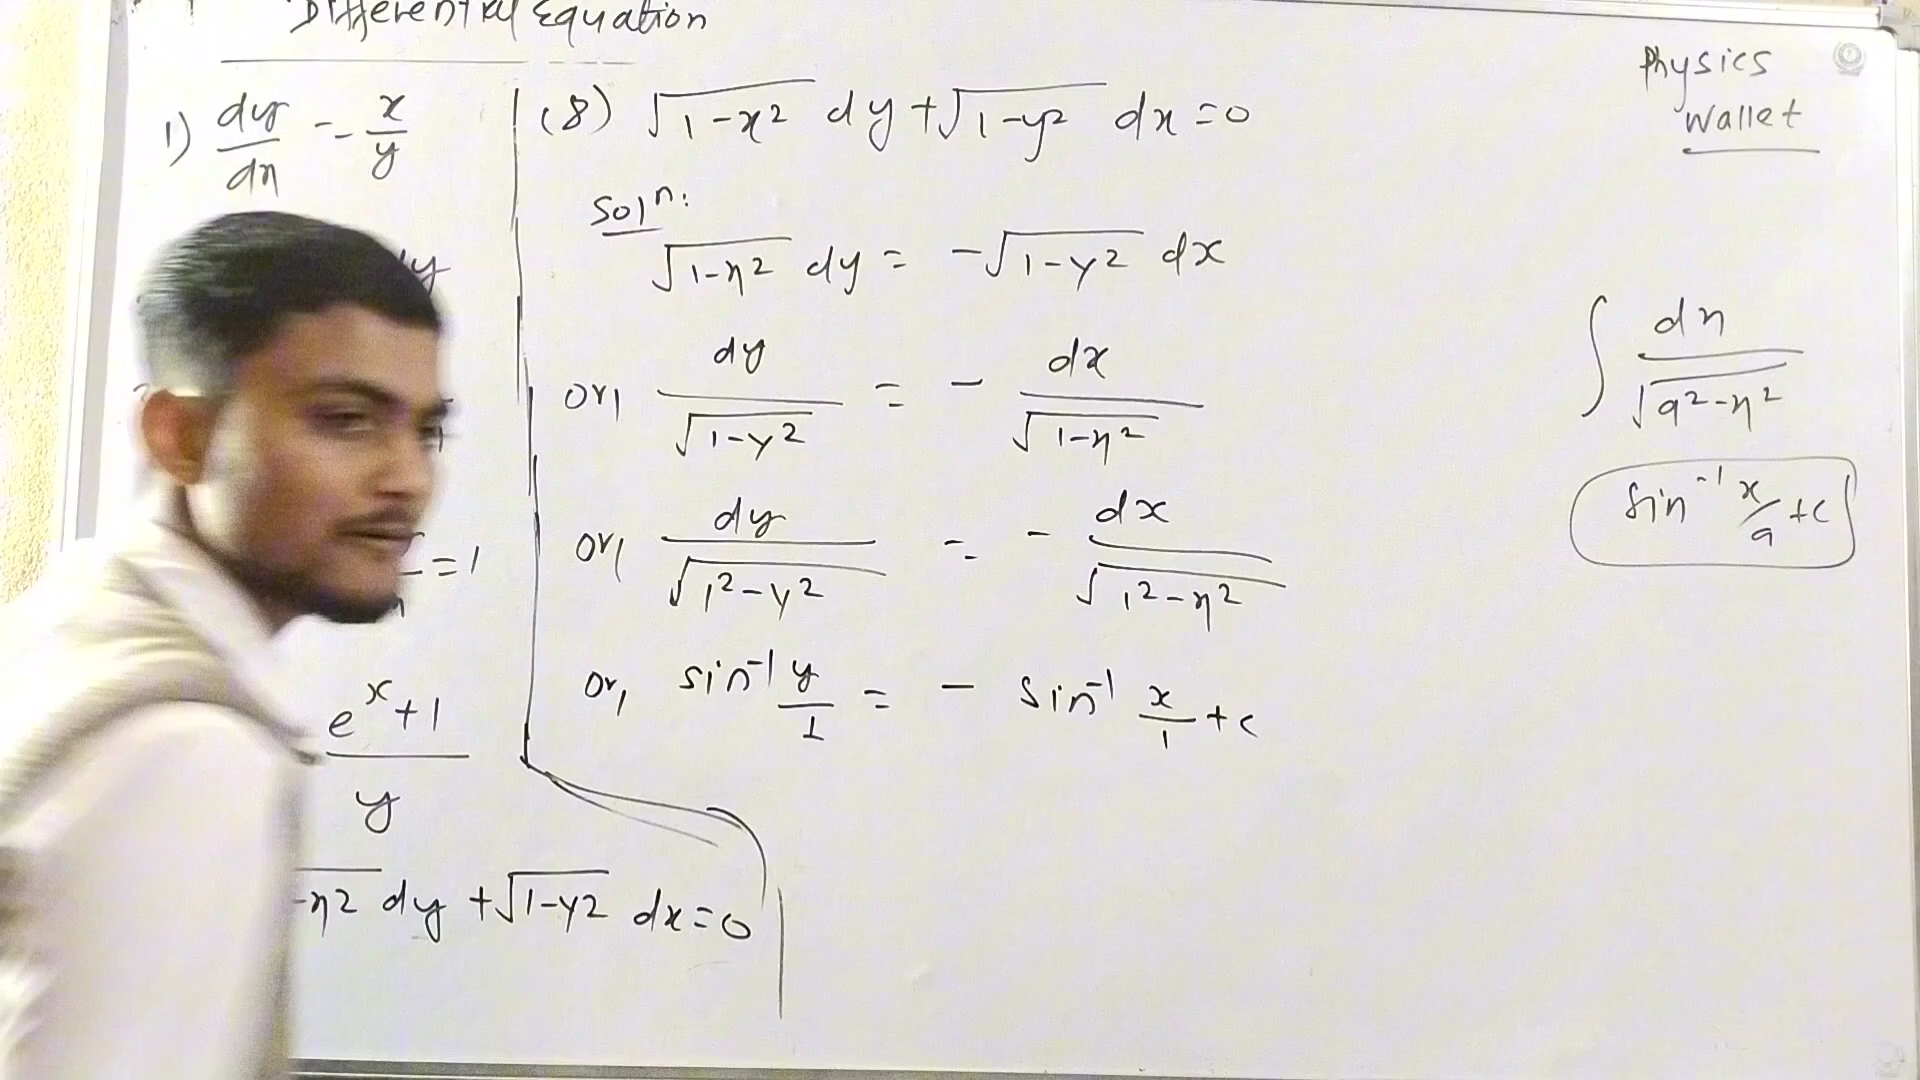 Differential Equation
1) dy/dx = - x/y
y
= 1
e^x + 1 / y
-x² dy + √1-y² dx = 0
(8) √1-x² dy + √1-y² dx = 0
Solⁿ:
√1-x² dy = - √1-y² dx
or, dy/√1-y² = - dx/√1-x²
or, dy/√1²-y² = - dx/√1²-x²
or, sin⁻¹ y/1 = - sin⁻¹ x/1 + c
Physics
Wallet
∫ dx/√a²-x²
sin⁻¹ x/a + c